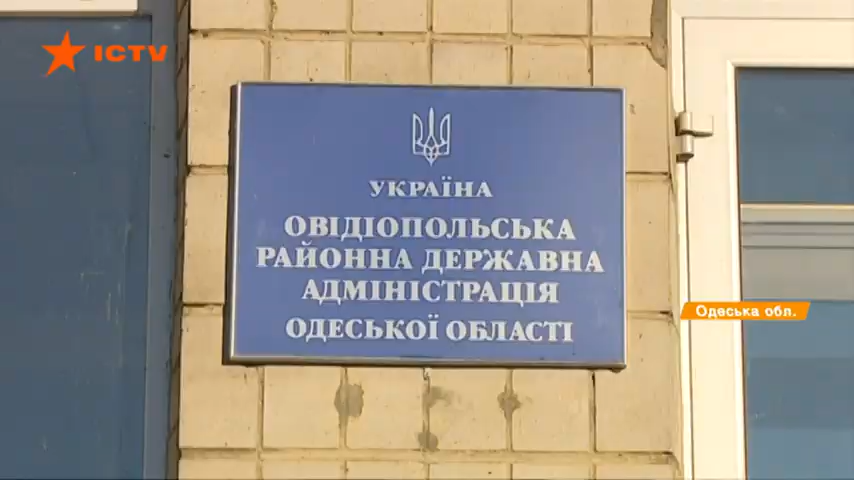 ICTV
УКРАЇНА
ОВІДІОПОЛЬСЬКА
РАЙОННА ДЕРЖАВНА
АДМІНІСТРАЦІЯ
ОДЕСЬКОЇ ОБЛАСТІ
Одеська обл.